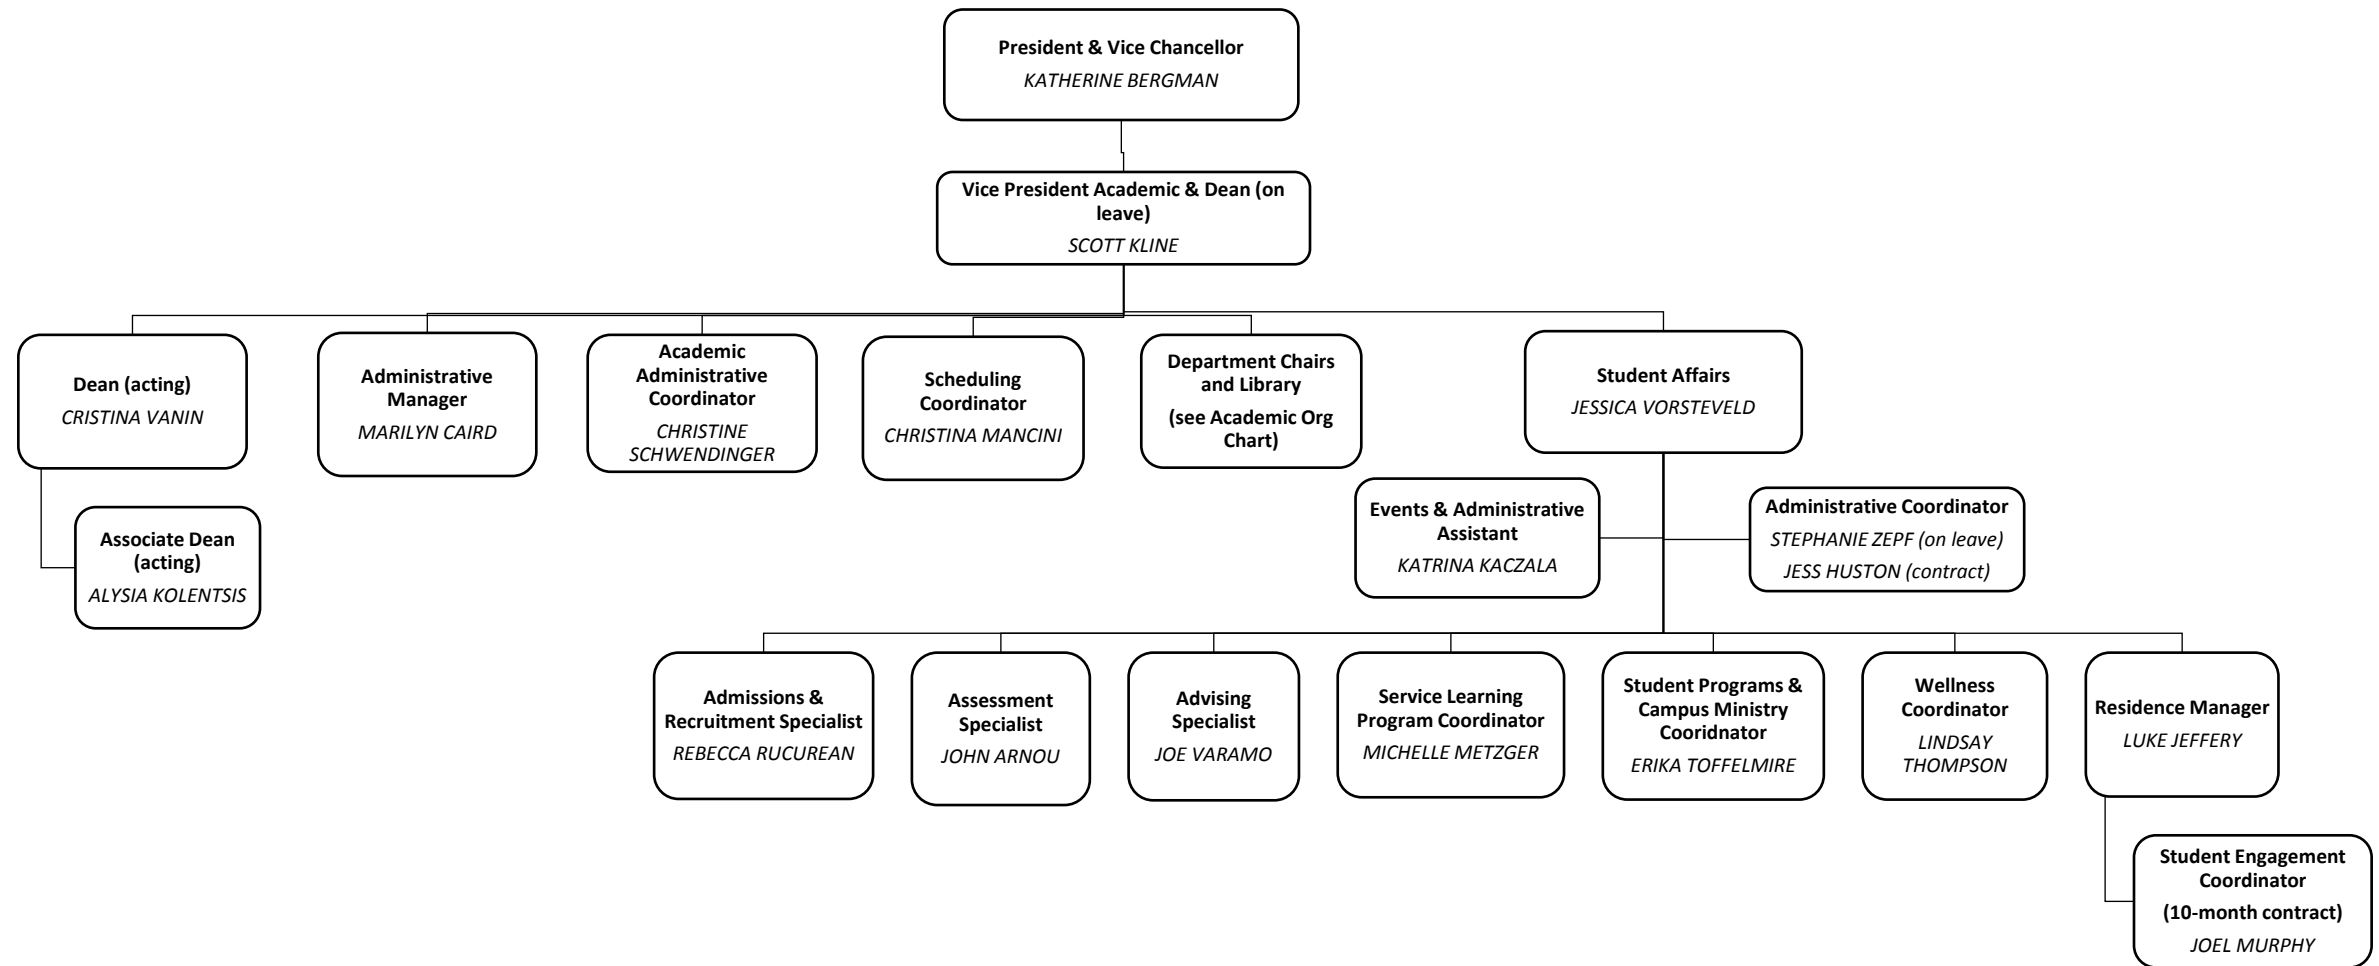 President & Vice Chancellor
KATHERINE BERGMAN
Vice President Academic & Dean (on
leave)
SCOTT KLINE
Dean (acting)
CRISTINA VANIN
Administrative
Manager
MARILYN CAIRD
Academic
Administrative
Coordinator
CHRISTINE
SCHWENDINGER
Scheduling
Coordinator
CHRISTINA MANCINI
Department Chairs
and Library
(see Academic Org
Chart)
Student Affairs
JESSICA VORSTEVELD
Associate Dean
(acting)
ALYSIA KOLENTSIS
Events & Administrative
Assistant
KATRINA KACZALA
Administrative Coordinator
STEPHANIE ZEPF (on leave)
JESS HUSTON (contract)
Admissions &
Recruitment Specialist
REBECCA RUCUREAN
Assessment
Specialist
JOHN ARNOU
Advising
Specialist
JOE VARAMO
Service Learning
Program Coordinator
MICHELLE METZGER
Student Programs &
Campus Ministry
Cooridnator
ERIKA TOFFELMIRE
Wellness
Coordinator
LINDSAY
THOMPSON
Residence Manager
LUKE JEFFERY
Student Engagement
Coordinator
(10-month contract)
JOEL MURPHY